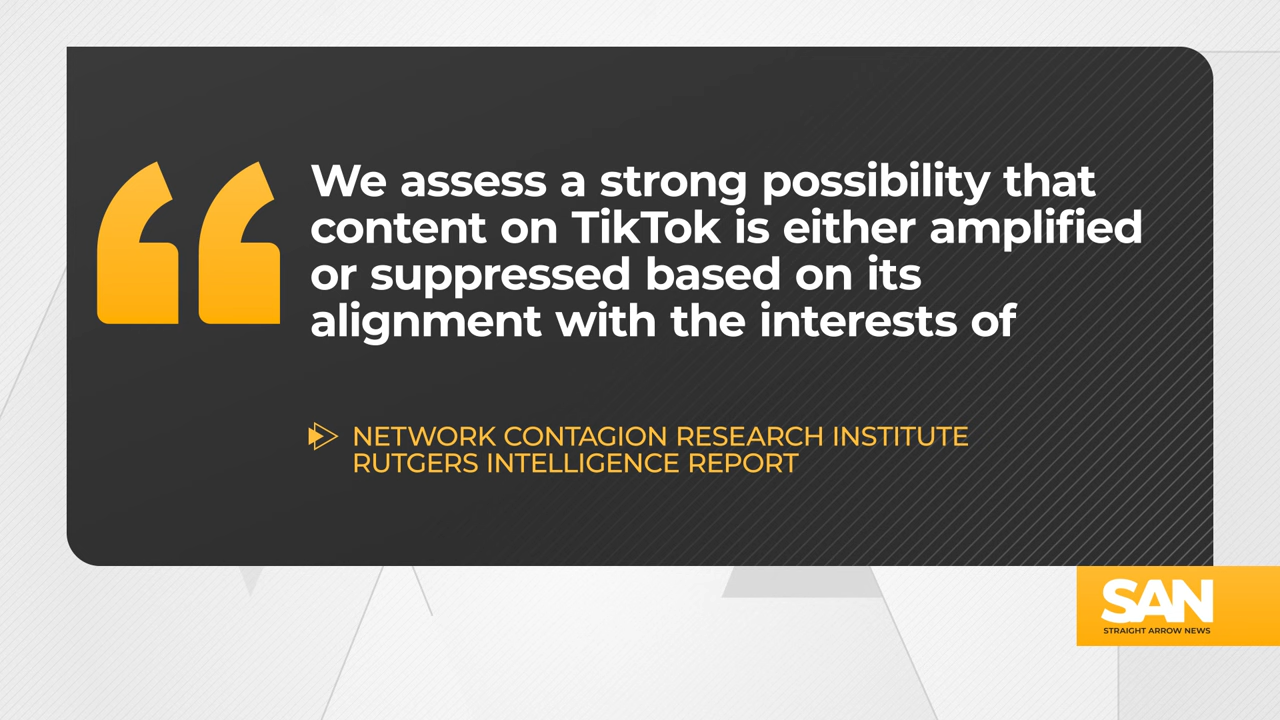 We assess a strong possibility that
content on TikTok is either amplified
or suppressed based on its
alignment with the interests of
NETWORK CONTAGION RESEARCH INSTITUTE
RUTGERS INTELLIGENCE REPORT
SAN
STRAIGHT ARROW NEWS